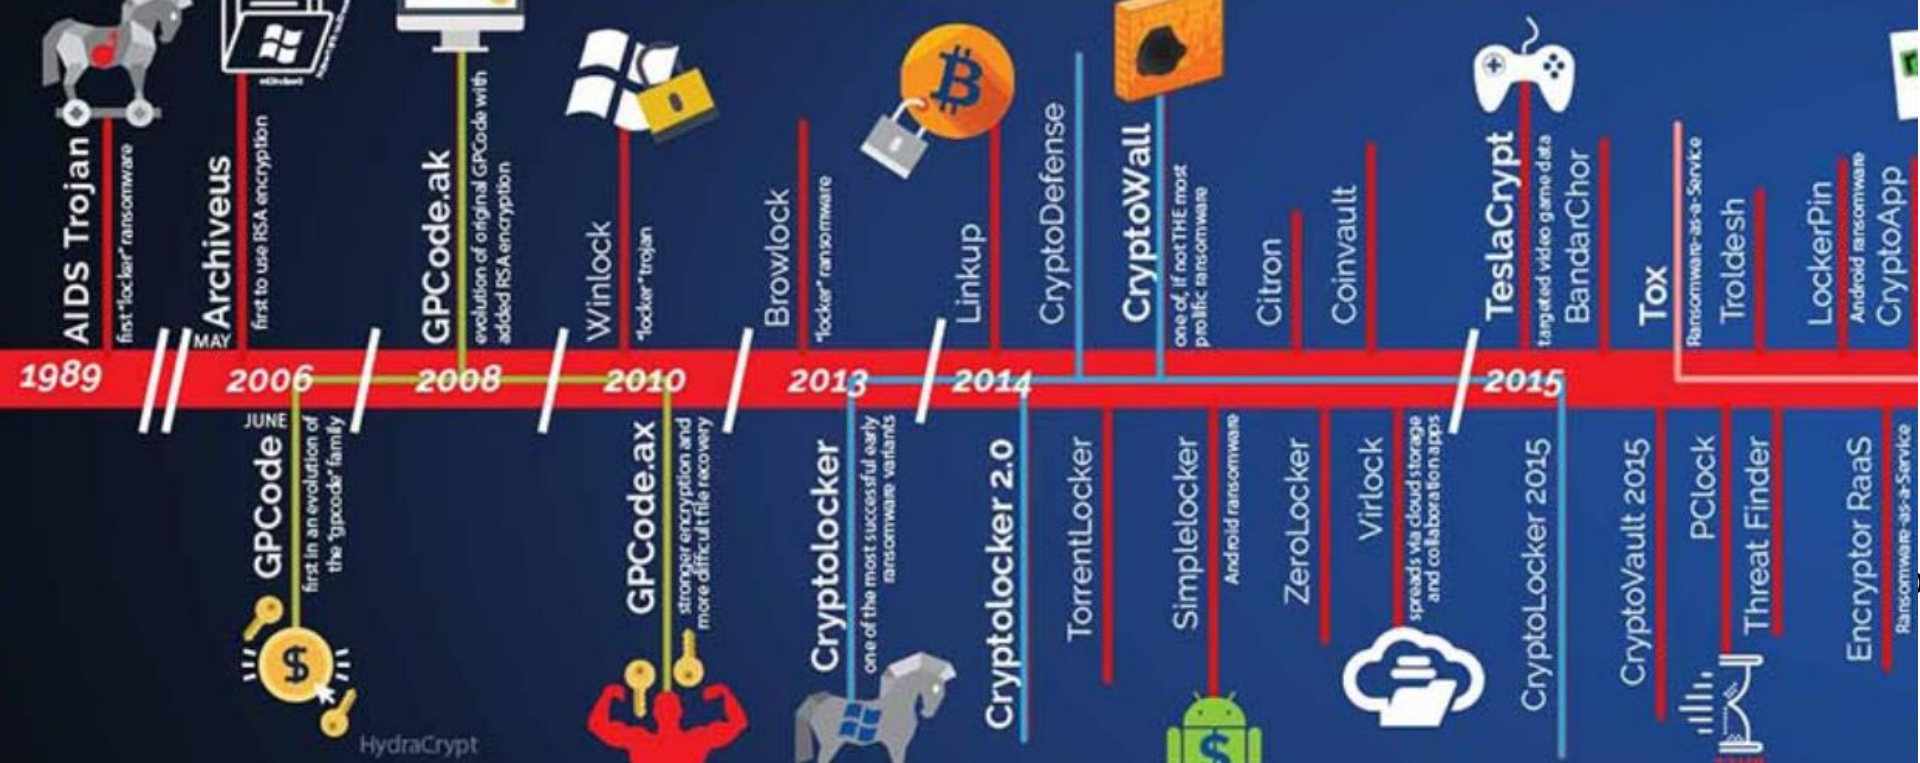 AIDS Trojan
first "locker" ransomware
MAY
Archiveus
first to use RSA encryption
GPCode.ak
evolution of original GPCode with
added RSA encryption
Winlock
"locker" trojan
Browlock
"locker" ransomware
Linkup
CryptoDefense
CryptoWall
one of, if not THE most
prolific ransomware
Citron
Coinvault
TeslaCrypt
targeted video game data
BandarChor
Tox
Ransomware-as-a-Service
Troldesh
LockerPin
Android ransomware
CryptoApp
1989
2006
2008
2010
2013
2014
2015
JUNE
GPCode
first in an evolution of
the "gpcode" family
GPCode.ax
stronger encryption and
more difficult file recovery
Cryptolocker
one of the most successful early
ransomware variants
Cryptolocker 2.0
TorrentLocker
Simplelocker
Android ransomware
ZeroLocker
Virlock
spreads via cloud storage
and collaboration apps
CryptoLocker 2015
CryptoVault 2015
PClock
Threat Finder
Encryptor RaaS
Ransomware-as-a-Service
HydraCrypt